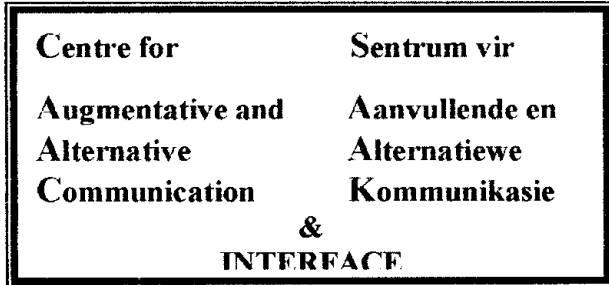 Centre for Sentrum vir
Augmentative and Aanvullende en
Alternative Alternatiewe
Communication Kommunikasie
&
INTERFACE